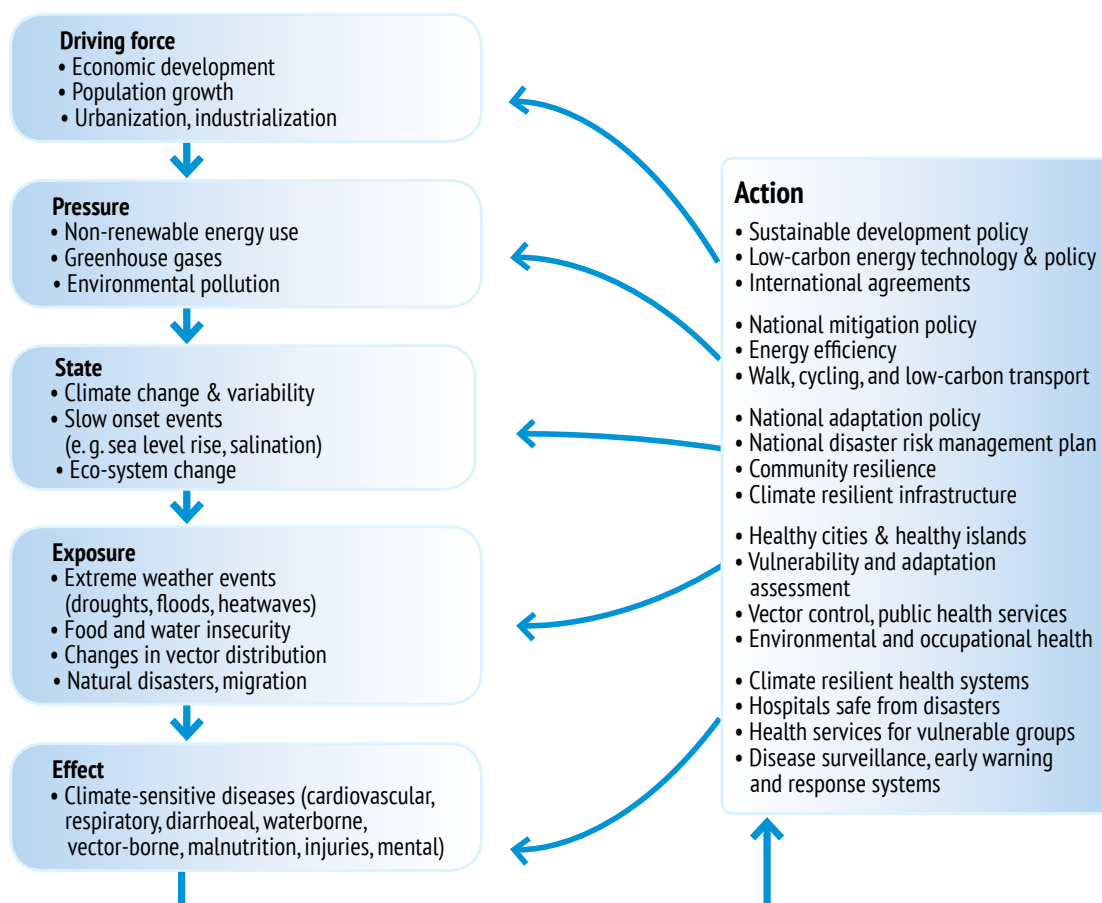 Driving force
• Economic development
• Population growth
• Urbanization, industrialization
Pressure
• Non-renewable energy use
• Greenhouse gases
• Environmental pollution
State
• Climate change & variability
• Slow onset events
(e. g. sea level rise, salination)
• Eco-system change
Exposure
• Extreme weather events
(droughts, floods, heatwaves)
• Food and water insecurity
• Changes in vector distribution
• Natural disasters, migration
Effect
• Climate-sensitive diseases (cardiovascular,
respiratory, diarrhoeal, waterborne,
vector-borne, malnutrition, injuries, mental)
Action
• Sustainable development policy
• Low-carbon energy technology & policy
• International agreements
• National mitigation policy
• Energy efficiency
• Walk, cycling, and low-carbon transport
• National adaptation policy
• National disaster risk management plan
• Community resilience
• Climate resilient infrastructure
• Healthy cities & healthy islands
• Vulnerability and adaptation
assessment
• Vector control, public health services
• Environmental and occupational health
• Climate resilient health systems
• Hospitals safe from disasters
• Health services for vulnerable groups
• Disease surveillance, early warning
and response systems